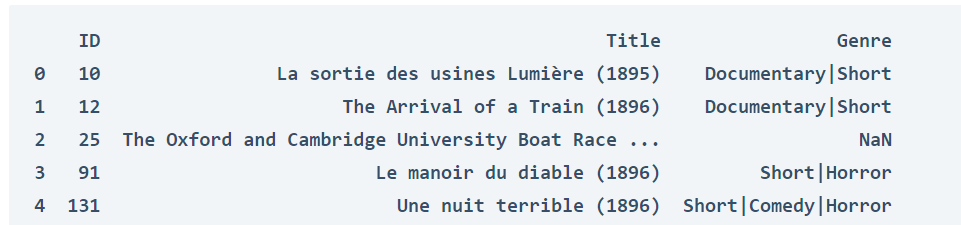 ID Title Genre
0 10 La sortie des usines Lumière (1895) Documentary|Short
1 12 The Arrival of a Train (1896) Documentary|Short
2 25 The Oxford and Cambridge University Boat Race ... NaN
3 91 Le manoir du diable (1896) Short|Horror
4 131 Une nuit terrible (1896) Short|Comedy|Horror